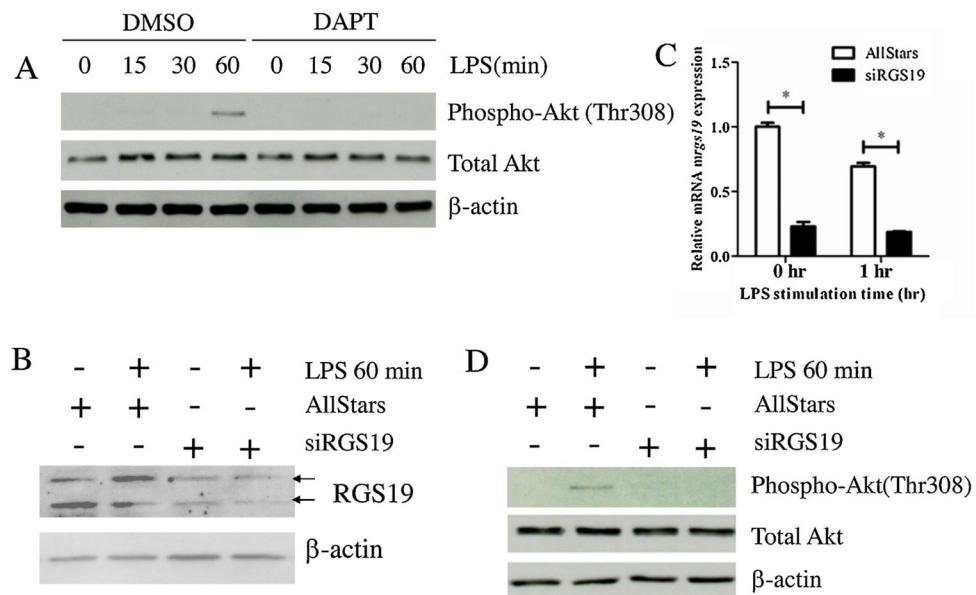 A
DMSO DAPT
0 15 30 60 0 15 30 60 LPS(min)
Phospho-Akt (Thr308)
Total Akt
β-actin
C
AllStars
siRGS19
Relative mRNA mrgs19 expression
1.5
1.0
0.5
0.0
* *
0 hr 1 hr
LPS stimulation time (hr)
B
- + - + LPS 60 min
+ + - - AllStars
- - + + siRGS19
RGS19
β-actin
D
- + - + LPS 60 min
+ + - - AllStars
- - + + siRGS19
Phospho-Akt(Thr308)
Total Akt
β-actin